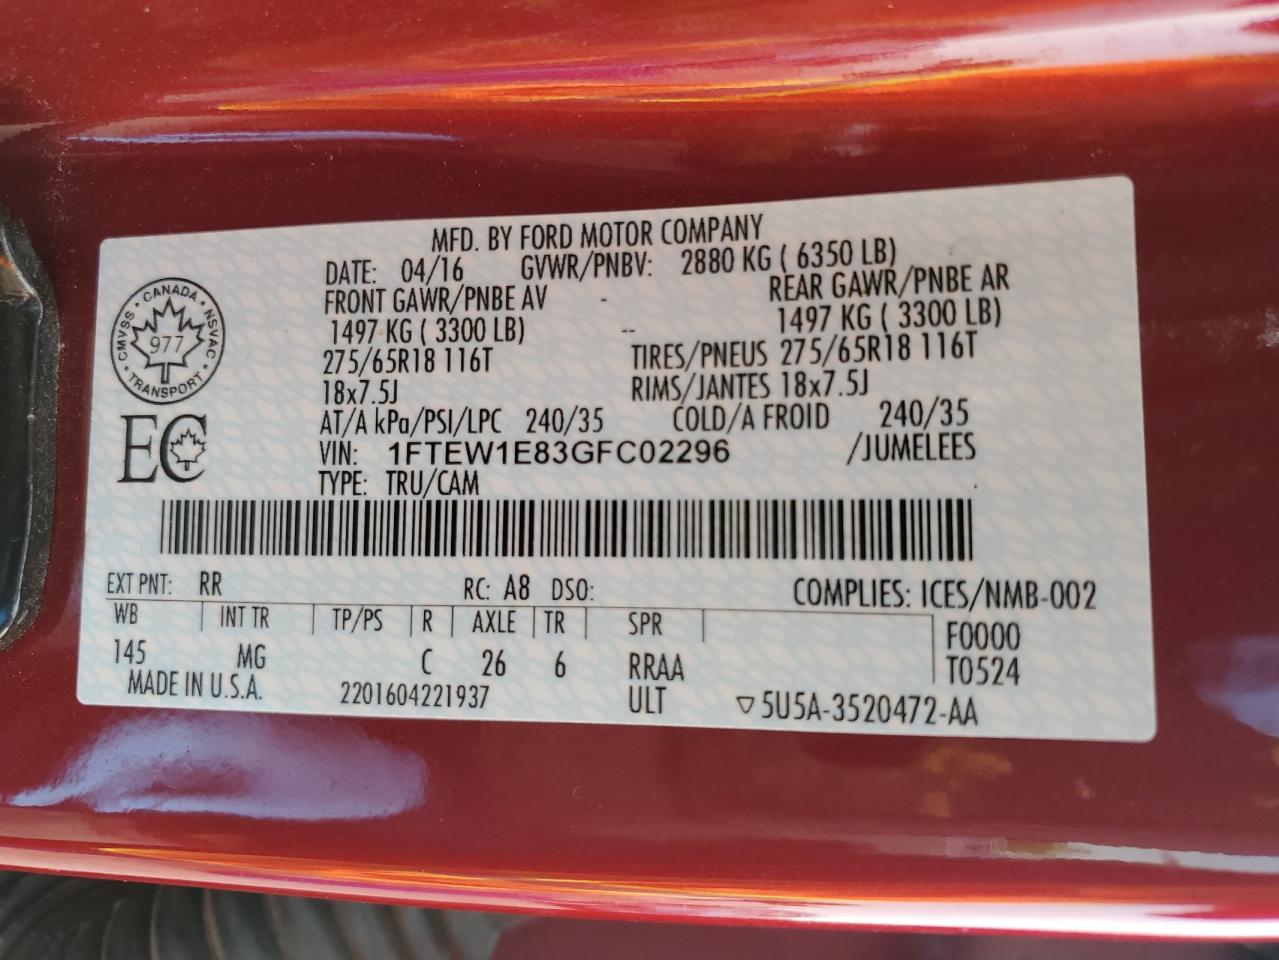 MFD. BY FORD MOTOR COMPANY
DATE: 04/16 GVWR/PNBV: 2880 KG ( 6350 LB)
FRONT GAWR/PNBE AV - REAR GAWR/PNBE AR
1497 KG ( 3300 LB) -- 1497 KG ( 3300 LB)
275/65R18 116T TIRES/PNEUS 275/65R18 116T
18x7.5J RIMS/JANTES 18x7.5J
AT/A kPa/PSI/LPC 240/35 COLD/A FROID 240/35
VIN: 1FTEW1E83GFC02296 /JUMELEES
TYPE: TRU/CAM
CANADA
CMVSS • NSVAC
977
TRANSPORT
EC
EXT PNT: RR RC: A8 DSO: COMPLIES: ICES/NMB-002
WB INT TR TP/PS R AXLE TR SPR F0000
145 MG C 26 6 RRAA T0524
MADE IN U.S.A. 2201604221937 ULT ▽5U5A-3520472-AA